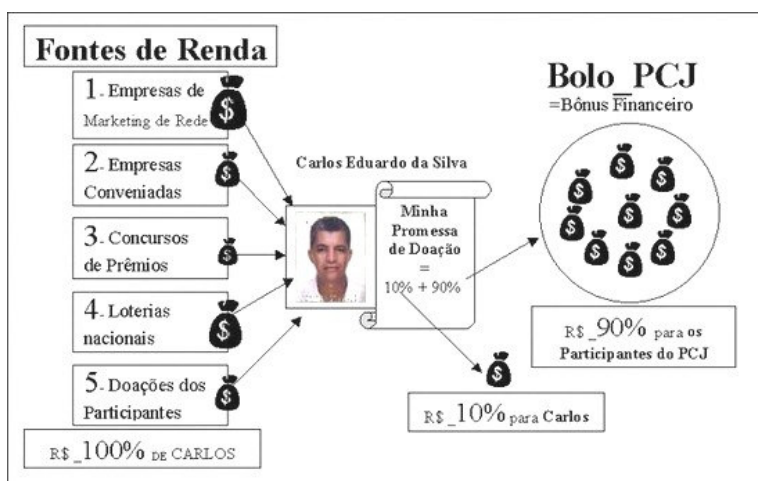 Fontes de Renda
1- Empresas de
Marketing de Rede
$
2- Empresas
Conveniadas
$
3- Concursos
de Prêmios
$
4- Loterias
nacionais
$
5- Doações dos
Participantes
$
R$ _100% DE CARLOS
Carlos Eduardo da Silva
Minha
Promessa
de Doação
=
10% + 90%
$
R$ _10% para Carlos
Bolo_PCJ
=Bônus Financeiro
$
$
$
$
$
$
$
$
$
R$ _90% para os
Participantes do PCJ